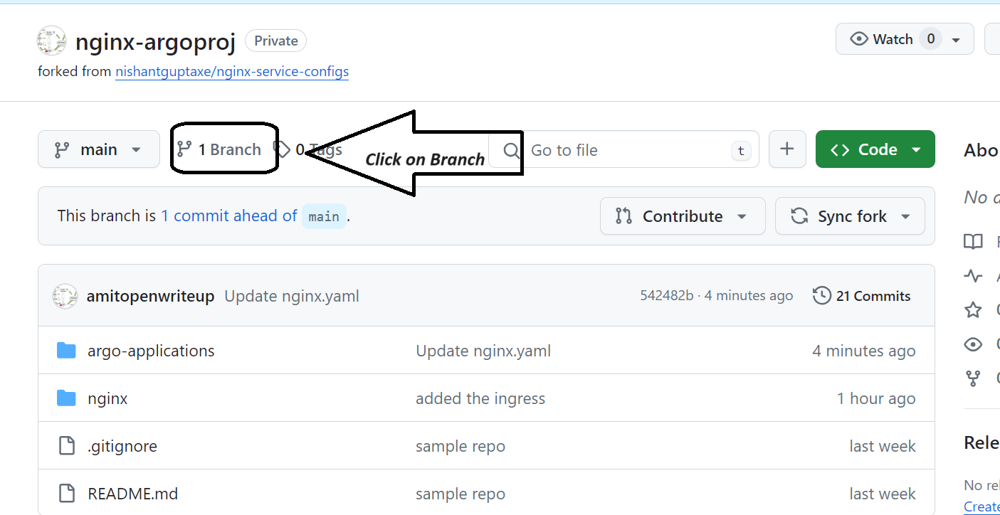 nginx-argoproj Private Watch 0
forked from nishantguptaxe/nginx-service-configs
main 1 Branch 0 Tags Click on Branch Go to file t Code
This branch is 1 commit ahead of main. Contribute Sync fork
amitopenwriteup Update nginx.yaml 542482b · 4 minutes ago 21 Commits
argo-applications Update nginx.yaml 4 minutes ago
nginx added the ingress 1 hour ago
.gitignore sample repo last week
README.md sample repo last week
Abo
No
Rele
No rel
Create